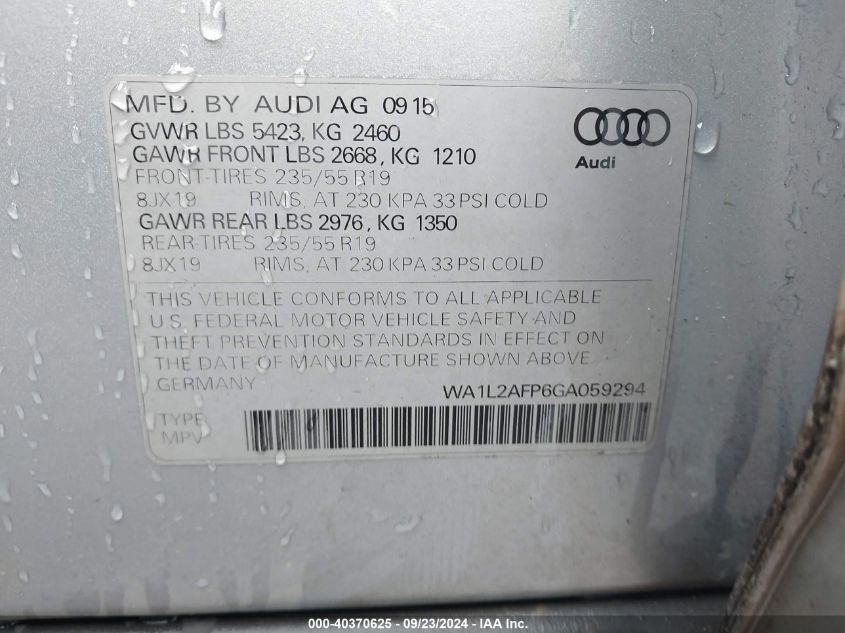 MFD. BY AUDI AG 0915
GVWR LBS 5423, KG 2460
GAWR FRONT LBS 2668, KG 1210
FRONT-TIRES 235/55 R19
8JX19 RIMS, AT 230 KPA 33 PSI COLD
GAWR REAR LBS 2976, KG 1350
REAR-TIRES 235/55 R19
8JX19 RIMS, AT 230 KPA 33 PSI COLD
Audi
THIS VEHICLE CONFORMS TO ALL APPLICABLE
U.S. FEDERAL MOTOR VEHICLE SAFETY AND
THEFT PREVENTION STANDARDS IN EFFECT ON
THE DATE OF MANUFACTURE SHOWN ABOVE.
GERMANY WA1L2AFP6GA059294
TYPE
MPV
000-40370625 - 09/23/2024 - IAA Inc.